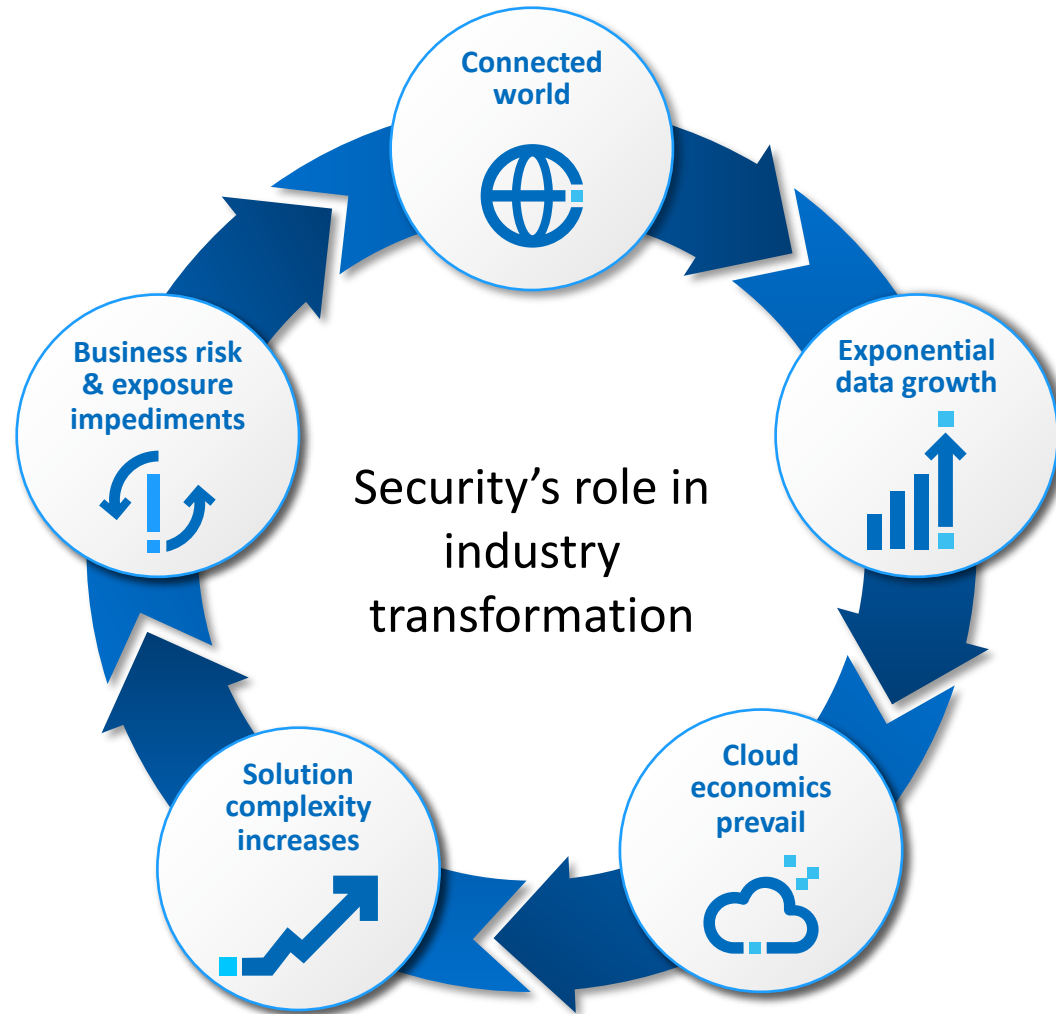 Connected
world
Exponential
data growth
Cloud
economics
prevail
Solution
complexity
increases
Business risk
& exposure
impediments
Security’s role in
industry
transformation